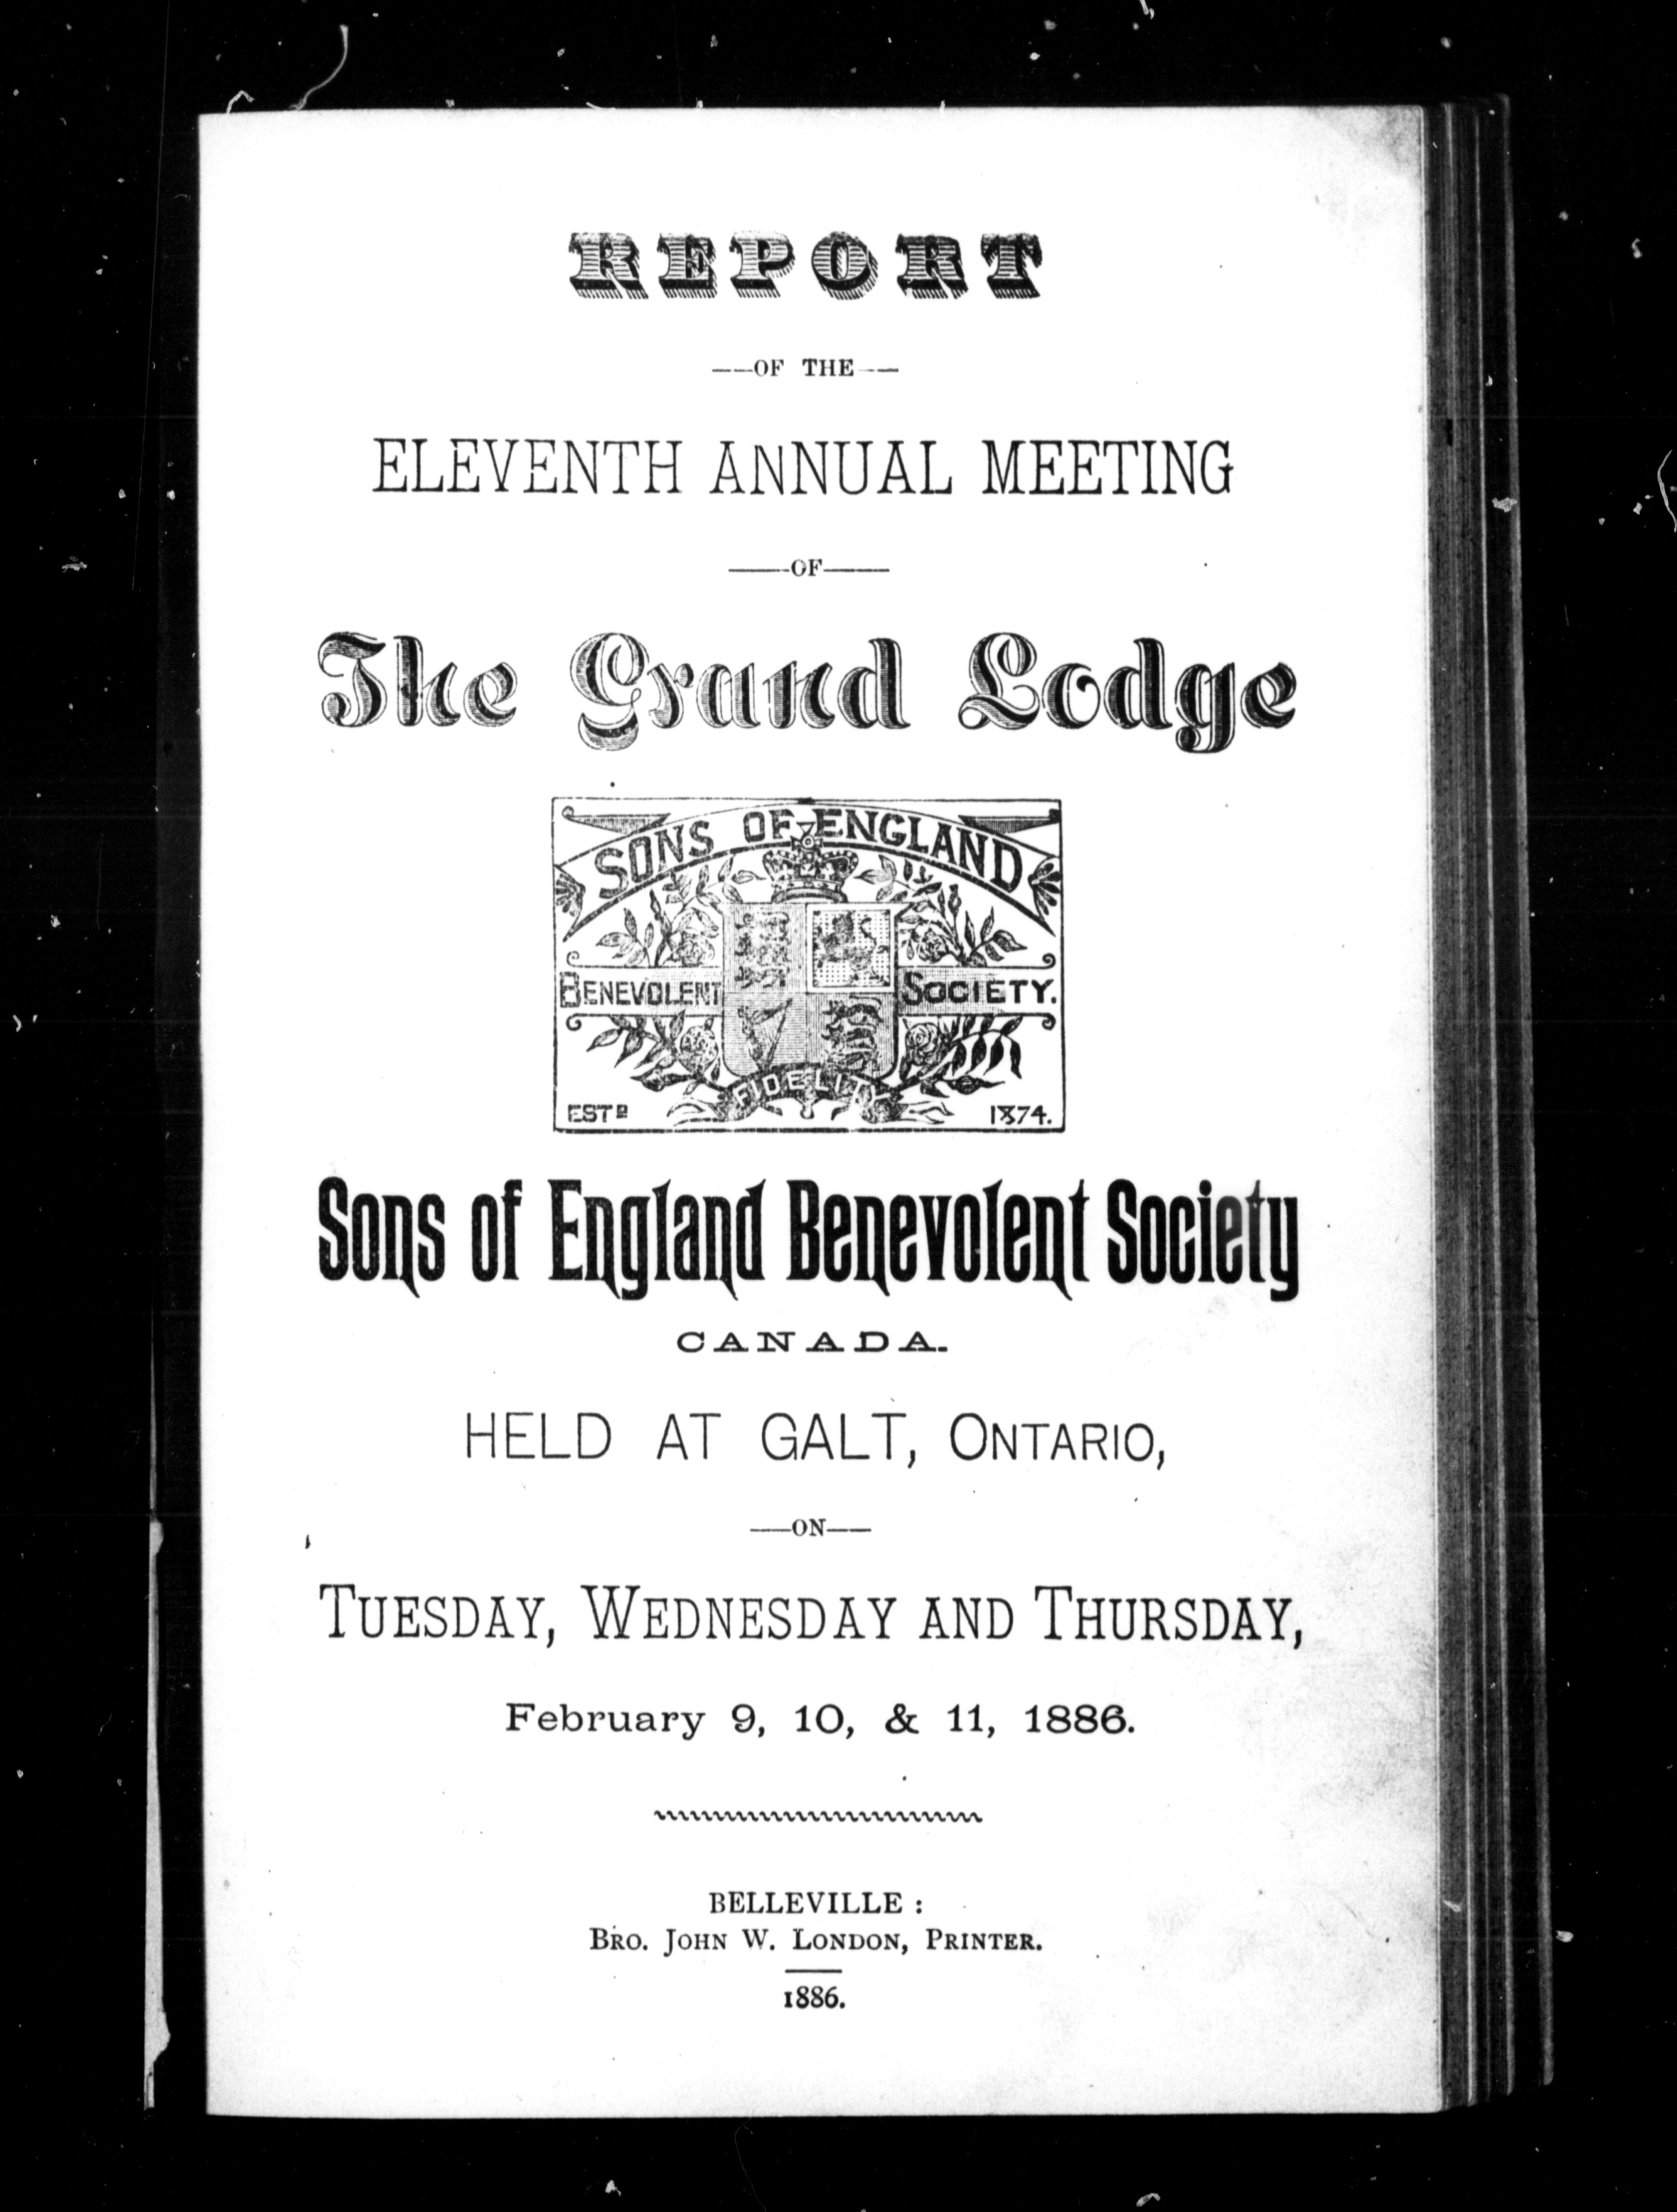 REPORT
——OF THE——
ELEVENTH ANNUAL MEETING
——OF——
The Grand Lodge
SONS OF ENGLAND
BENEVOLENT SOCIETY.
FIDELITY
ESTD 1874.
Sons of England Benevolent Society
CANADA.
HELD AT GALT, ONTARIO,
——ON——
TUESDAY, WEDNESDAY AND THURSDAY,
February 9, 10, & 11, 1886.
BELLEVILLE :
BRO. JOHN W. LONDON, PRINTER.
1886.